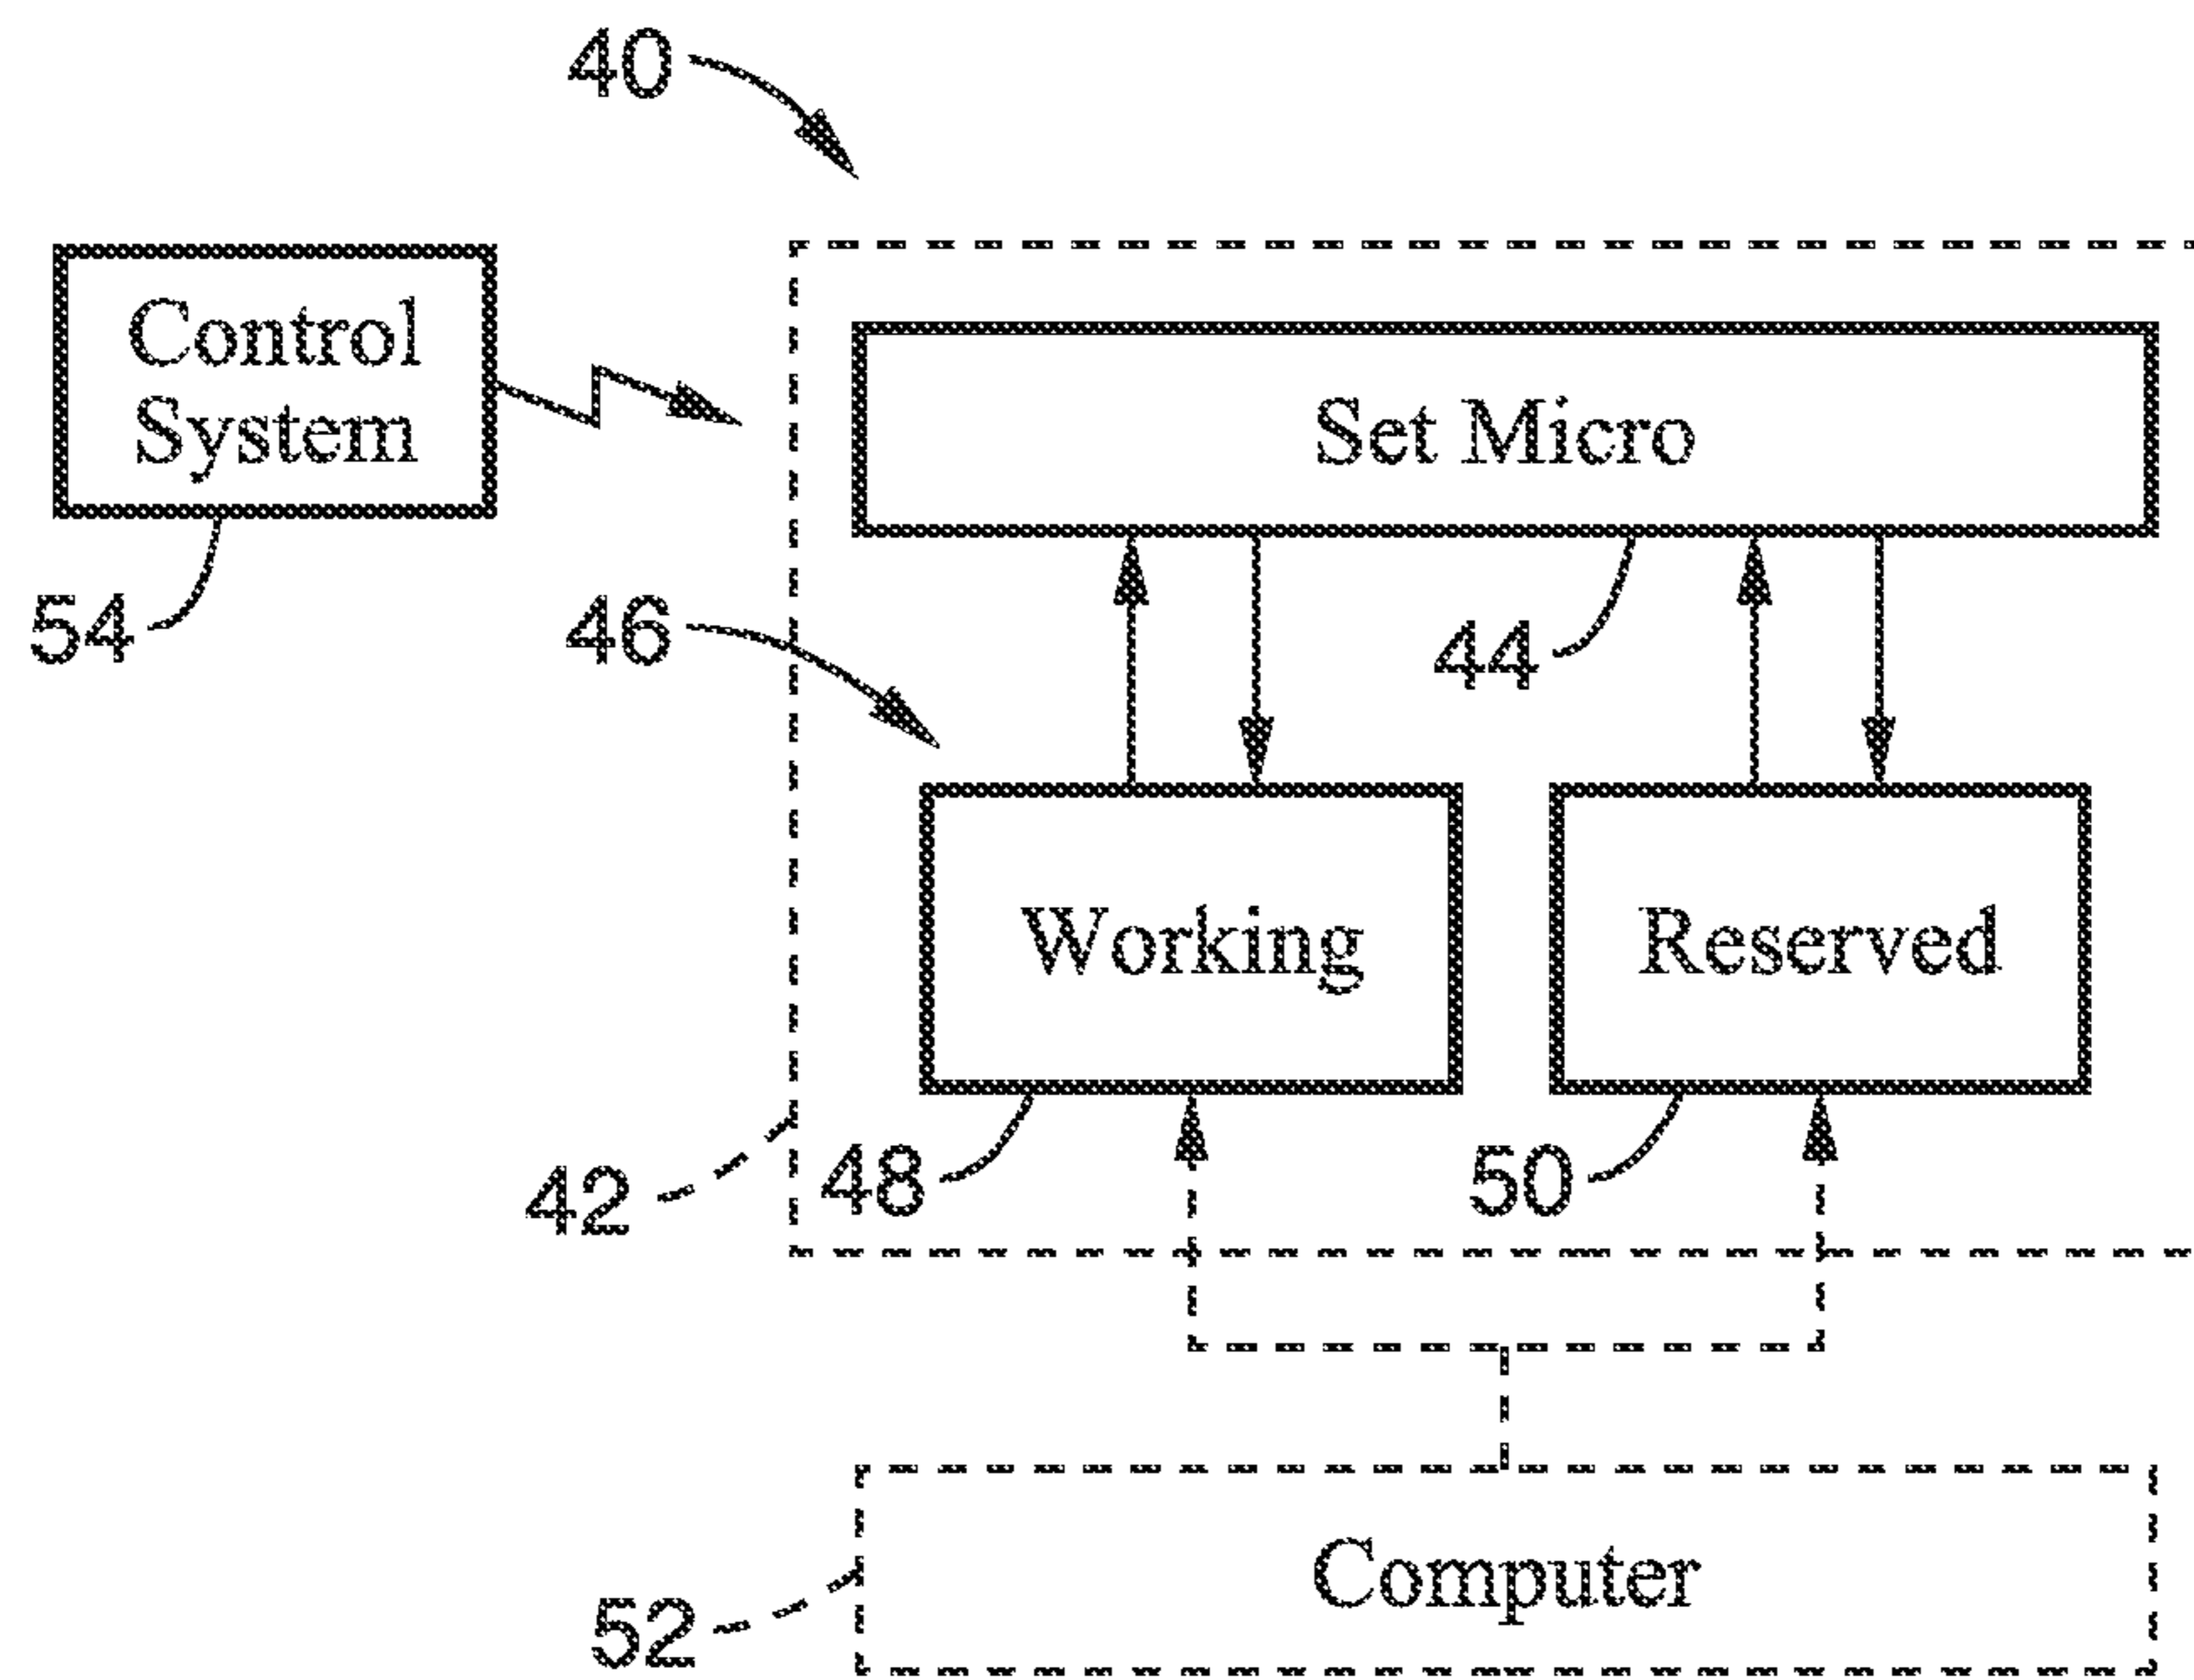 40
Control
System
Set Micro
54
46
44
Working
Reserved
42
48
50
Computer
52